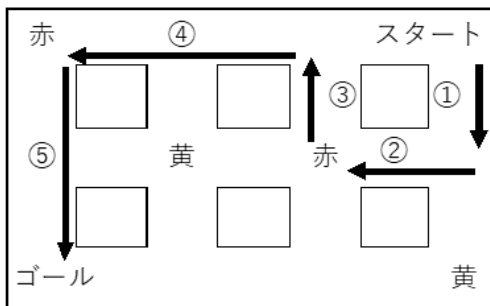 赤 ④ スタート
③ ①
⑤ 黄 赤 ②
ゴール 黄